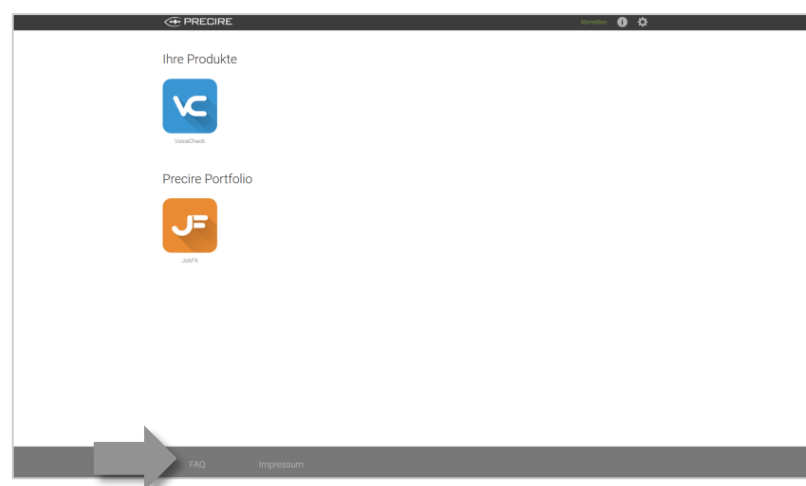 PRECIRE
Abmelden
Ihre Produkte
VC
VoiceCheck
Precire Portfolio
JF
JobFit
FAQ
Impressum